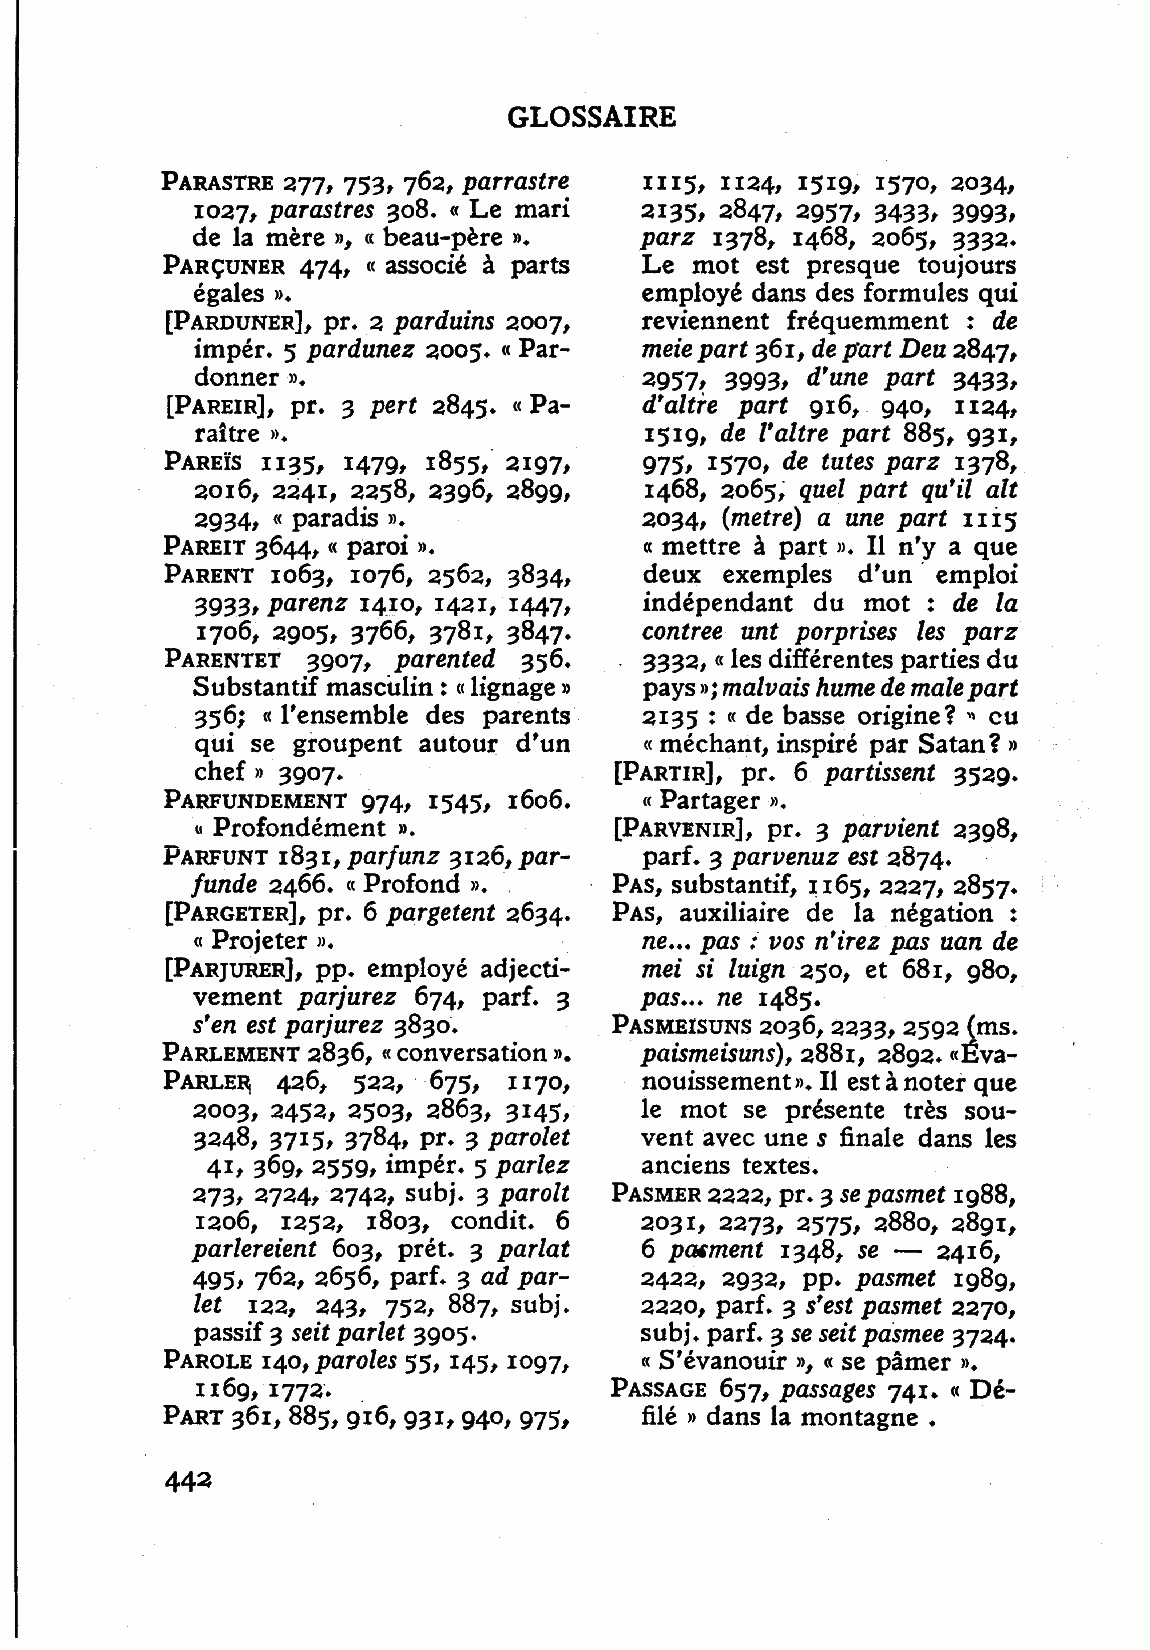 GLOSSAIRE
PARASTRE 277, 753, 762, parrastre
1027, parastres 308. « Le mari
de la mère », « beau-père ».
PARÇUNER 474, « associé à parts
égales ».
[PARDUNER], pr. 2 parduins 2007,
impér. 5 pardunez 2005. « Par-
donner ».
[PAREIR], pr. 3 pert 2845. « Pa-
raître ».
PAREÏS 1135, 1479, 1855, 2197,
2016, 2241, 2258, 2396, 2899,
2934, « paradis ».
PAREIT 3644, « paroi ».
PARENT 1063, 1076, 2562, 3834,
3933, parenz 1410, 1421, 1447,
1706, 2905, 3766, 3781, 3847.
PARENTET 3907, parented 356.
Substantif masculin : « lignage »
356; « l'ensemble des parents
qui se groupent autour d'un
chef » 3907.
PARFUNDEMENT 974, 1545, 1606.
« Profondément ».
PARFUNT 1831, parfunz 3126, par-
funde 2466. « Profond ».
[PARGETER], pr. 6 pargetent 2634.
« Projeter ».
[PARJURER], pp. employé adjecti-
vement parjurez 674, parf. 3
s'en est parjurez 3830.
PARLEMENT 2836, « conversation ».
PARLER 426, 522, 675, 1170,
2003, 2452, 2503, 2863, 3145,
3248, 3715, 3784, pr. 3 parolet
41, 369, 2559, impér. 5 parlez
273, 2724, 2742, subj. 3 parolt
1206, 1252, 1803, condit. 6
parlereient 603, prét. 3 parlat
495, 762, 2656, parf. 3 ad par-
let 122, 243, 752, 887, subj.
passif 3 seit parlet 3905.
PAROLE 140, paroles 55, 145, 1097,
1169, 1772.
PART 361, 885, 916, 931, 940, 975,
1115, 1124, 1519, 1570, 2034,
2135, 2847, 2957, 3433, 3993,
parz 1378, 1468, 2065, 3332.
Le mot est presque toujours
employé dans des formules qui
reviennent fréquemment : de
meie part 361, de part Deu 2847,
2957, 3993, d'une part 3433,
d'altre part 916, 940, 1124,
1519, de l'altre part 885, 931,
975, 1570, de tutes parz 1378,
1468, 2065, quel part qu'il alt
2034, (metre) a une part 1115
« mettre à part ». Il n'y a que
deux exemples d'un emploi
indépendant du mot : de la
contree unt porprises les parz
3332, « les différentes parties du
pays »; malvais hume de male part
2135 : « de basse origine? » cu
« méchant, inspiré par Satan? »
[PARTIR], pr. 6 partissent 3529.
« Partager ».
[PARVENIR], pr. 3 parvient 2398,
parf. 3 parvenuz est 2874.
PAS, substantif, 1165, 2227, 2857.
PAS, auxiliaire de la négation :
ne... pas : vos n'irez pas uan de
mei si luign 250, et 681, 980,
pas... ne 1485.
PASMEISUNS 2036, 2233, 2592 (ms.
paismeisuns), 2881, 2892. «Éva-
nouissement». Il est à noter que
le mot se présente très sou-
vent avec une s finale dans les
anciens textes.
PASMER 2222, pr. 3 se pasmet 1988,
2031, 2273, 2575, 2880, 2891,
6 pasment 1348, se — 2416,
2422, 2932, pp. pasmet 1989,
2220, parf. 3 s'est pasmet 2270,
subj. parf. 3 se seit pasmee 3724.
« S'évanouir », « se pâmer ».
PASSAGE 657, passages 741. « Dé-
filé » dans la montagne .
442